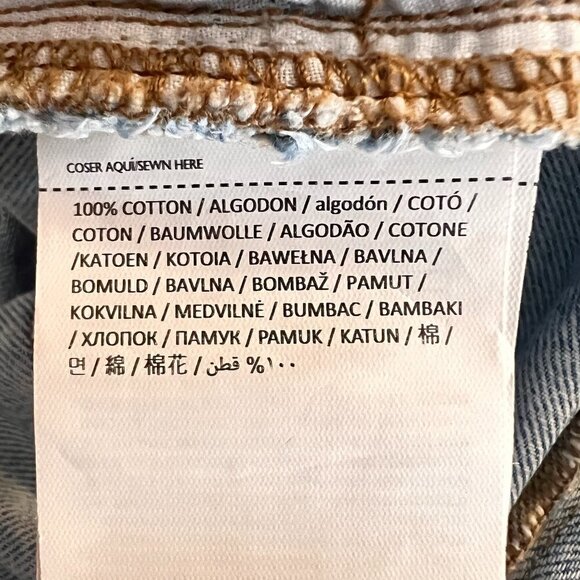 COSER AQUÍ/SEWN HERE
100% COTTON / ALGODON / algodón / COTÓ /
COTON / BAUMWOLLE / ALGODÃO / COTONE
/KATOEN / KOTOIA / BAWEŁNA / BAVLNA /
BOMULD / BAVLNA / BOMBAŽ / PAMUT /
KOKVILNA / MEDVILNĖ / BUMBAC / BAMBAKI
/ ХЛОПОК / ПАМУК / PAMUK / KATUN / 棉 /
면 / 綿 / 棉花 / ١٠٠% قطن